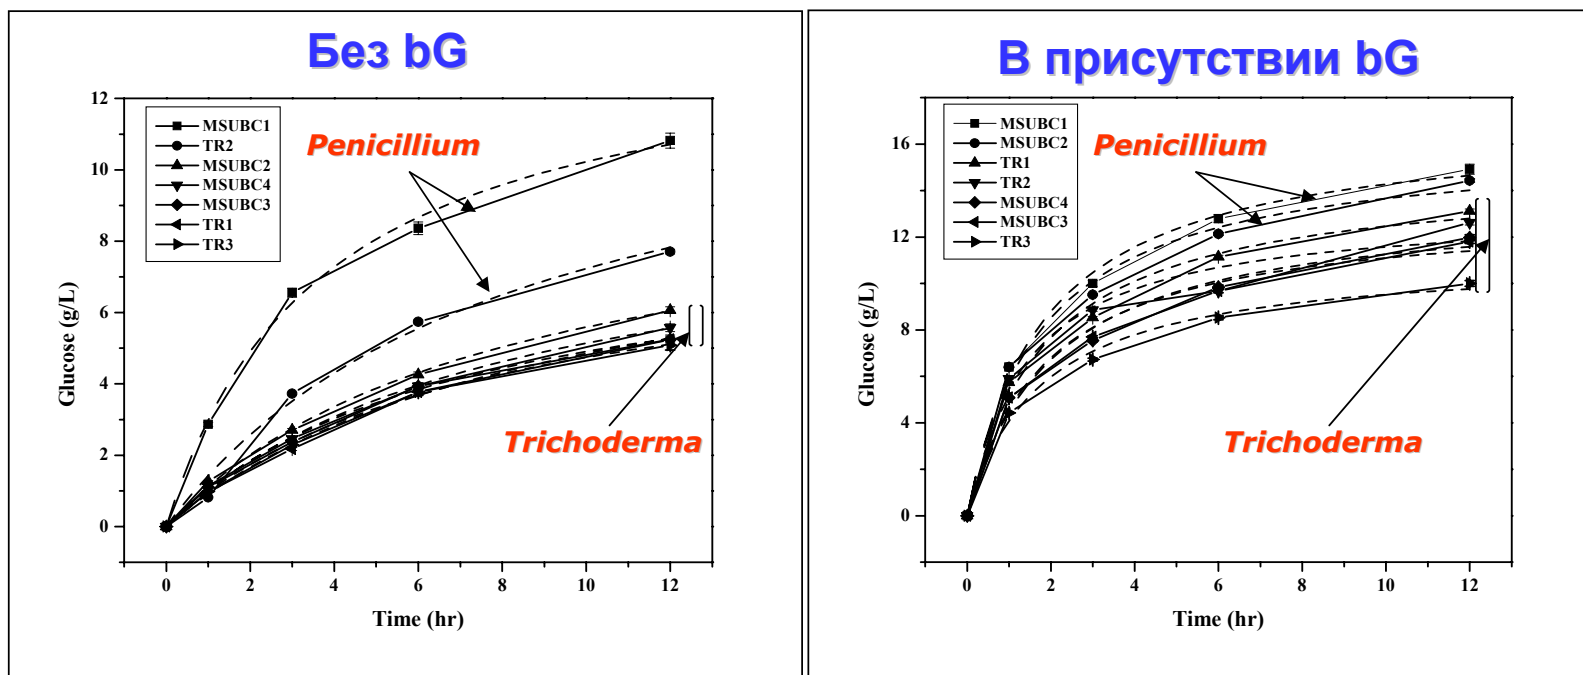 Без bG
12
10
8
6
4
2
0
Glucose (g/L)
MSUBC1
TR2
MSUBC2
MSUBC4
MSUBC3
TR1
TR3
Penicillium
Trichoderma
0 2 4 6 8 10 12
Time (hr)
В присутствии bG
16
12
8
4
0
Glucose (g/L)
MSUBC1
MSUBC2
TR1
TR2
MSUBC4
MSUBC3
TR3
Penicillium
Trichoderma
0 2 4 6 8 10 12
Time (hr)